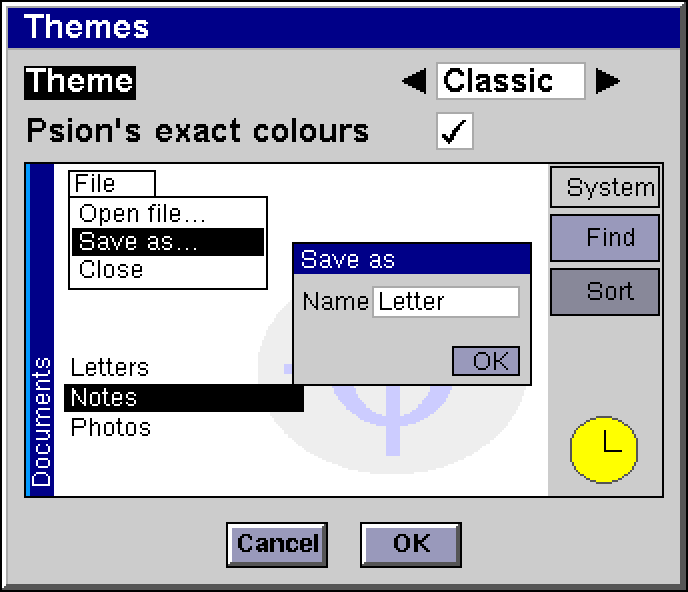 Themes
Theme
Classic
Psion's exact colours
File
Open file...
Save as...
Close
Save as
Name Letter
OK
System
Find
Sort
Documents
Letters
Notes
Photos
Cancel
OK